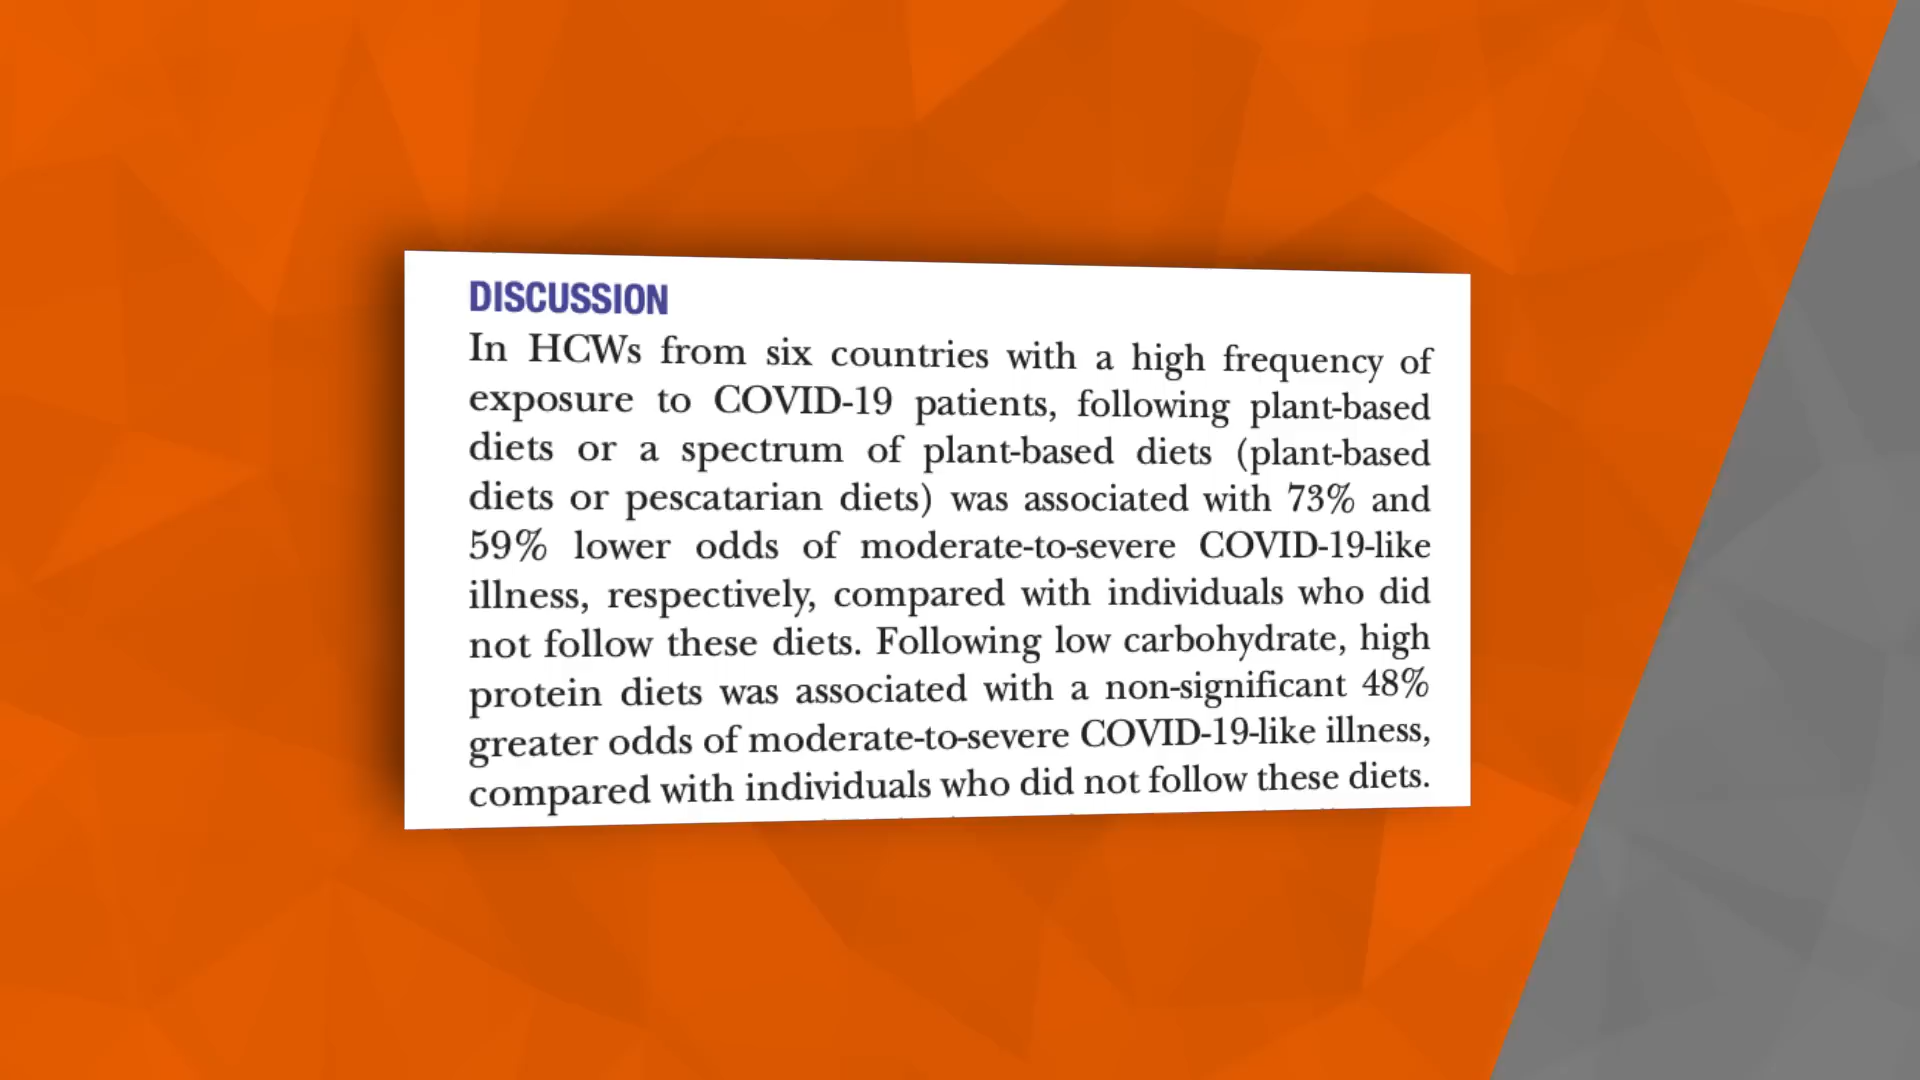 DISCUSSION
In HCWs from six countries with a high frequency of
exposure to COVID-19 patients, following plant-based
diets or a spectrum of plant-based diets (plant-based
diets or pescatarian diets) was associated with 73% and
59% lower odds of moderate-to-severe COVID-19-like
illness, respectively, compared with individuals who did
not follow these diets. Following low carbohydrate, high
protein diets was associated with a non-significant 48%
greater odds of moderate-to-severe COVID-19-like illness,
compared with individuals who did not follow these diets.